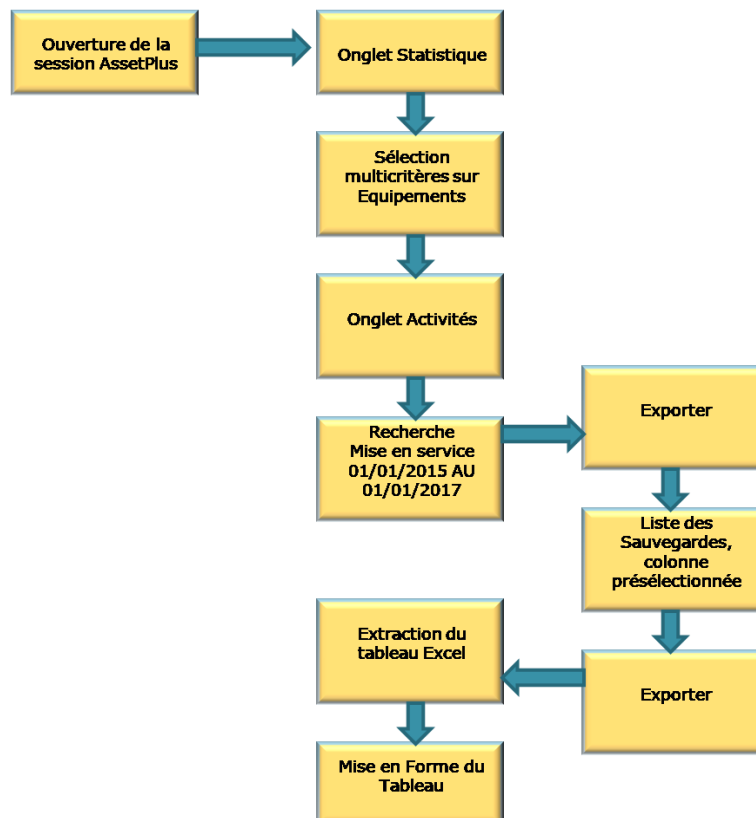 Ouverture de la
session AssetPlus
Onglet Statistique
Sélection
multicritères sur
Equipements
Onglet Activités
Recherche
Mise en service
01/01/2015 AU
01/01/2017
Exporter
Liste des
Sauvegardes,
colonne
présélectionnée
Exporter
Extraction du
tableau Excel
Mise en Forme du
Tableau